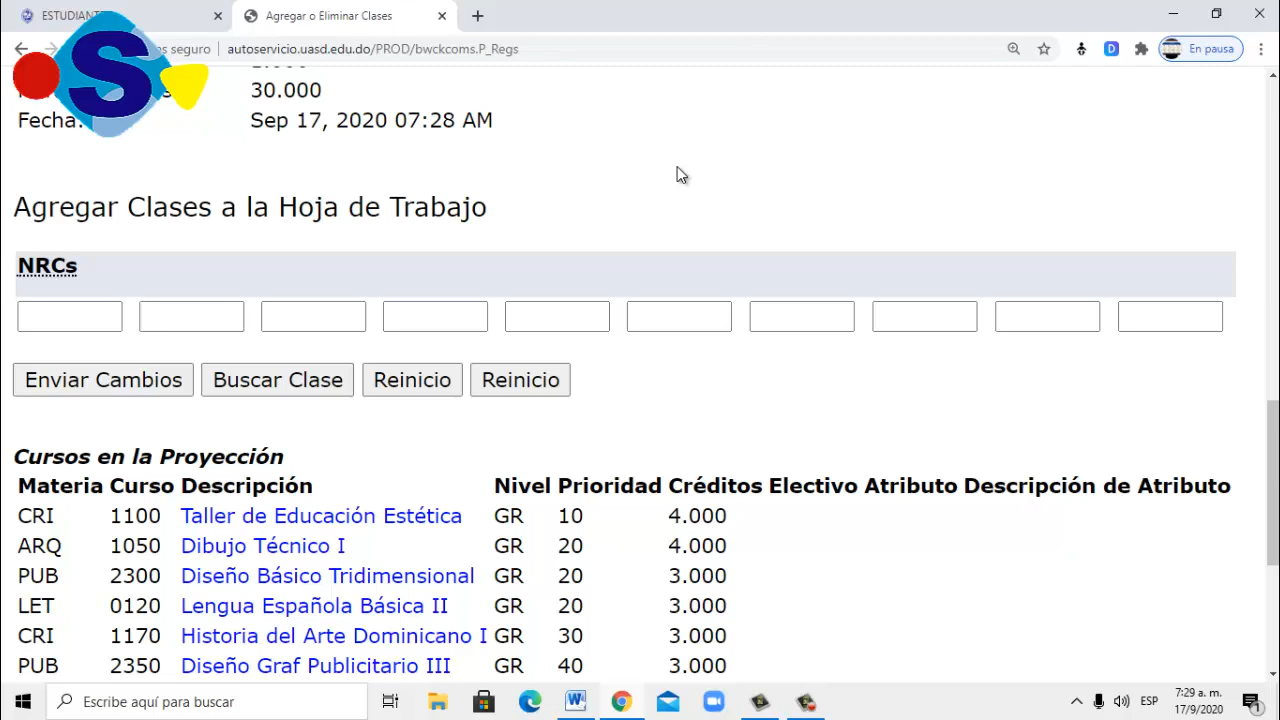 ESTUDIANT
Agregar o Eliminar Clases
s seguro autoservicio.uasd.edu.do/PROD/bwckcoms.P_Regs
En pausa
S
30.000
Fecha: Sep 17, 2020 07:28 AM
Agregar Clases a la Hoja de Trabajo
NRCs
Enviar Cambios Buscar Clase Reinicio Reinicio
Cursos en la Proyección
Materia Curso Descripción Nivel Prioridad Créditos Electivo Atributo Descripción de Atributo
CRI 1100 Taller de Educación Estética GR 10 4.000
ARQ 1050 Dibujo Técnico I GR 20 4.000
PUB 2300 Diseño Básico Tridimensional GR 20 3.000
LET 0120 Lengua Española Básica II GR 20 3.000
CRI 1170 Historia del Arte Dominicano I GR 30 3.000
PUB 2350 Diseño Graf Publicitario III GR 40 3.000
Escribe aquí para buscar
ESP
7:29 a. m.
17/9/2020